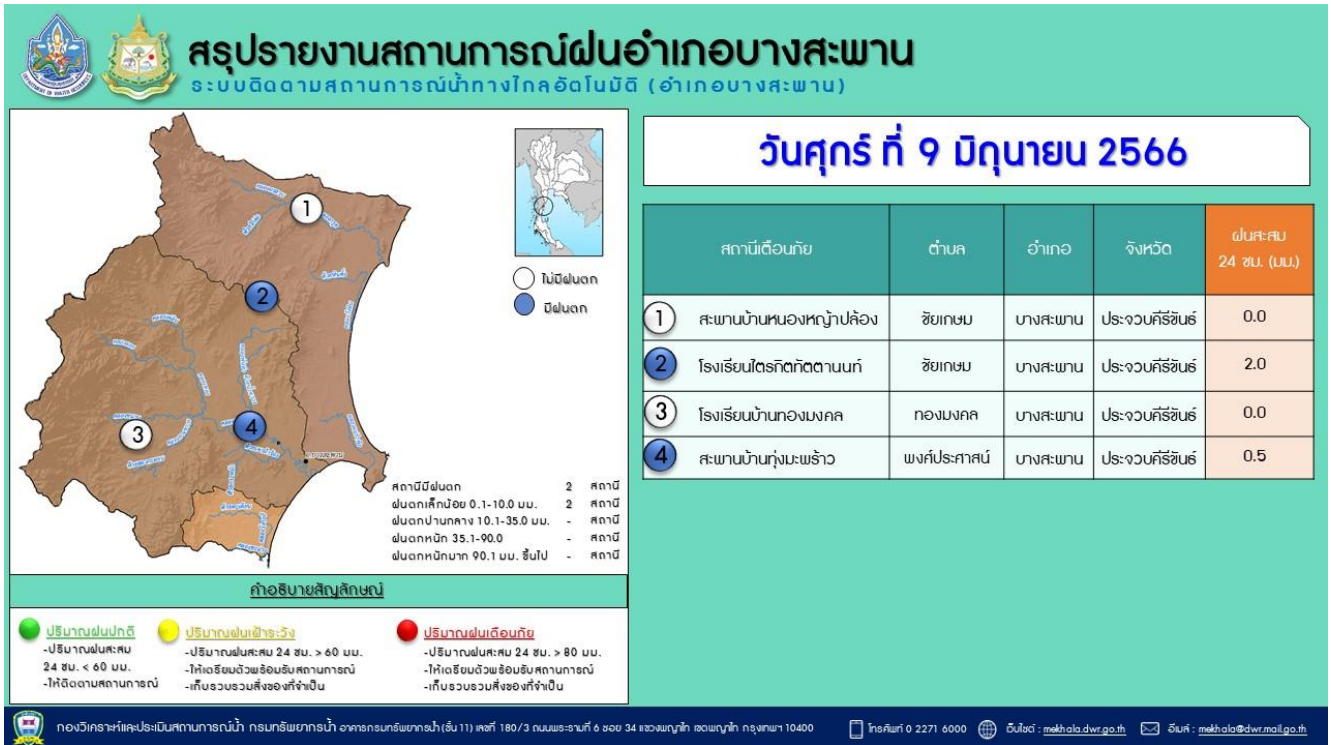 สรุปรายงานสถานการณ์ฝนอำเภอบางสะพาน
ระบบติดตามสถานการณ์น้ำทางไกลอัตโนมัติ (อำเภอบางสะพาน)
1
2
3
4
ไม่มีฝนตก
มีฝนตก
สถานีมีฝนตก 2 สถานี
ฝนตกเล็กน้อย 0.1-10.0 มม. 2 สถานี
ฝนตกปานกลาง 10.1-35.0 มม. - สถานี
ฝนตกหนัก 35.1-90.0 - สถานี
ฝนตกหนักมาก 90.1 มม. ขึ้นไป - สถานี
คำอธิบายสัญลักษณ์
ปริมาณฝนปกติ
-ปริมาณฝนสะสม
24 ชม. < 60 มม.
-ให้ติดตามสถานการณ์
ปริมาณฝนเฝ้าระวัง
-ปริมาณฝนสะสม 24 ชม. > 60 มม.
-ให้เตรียมตัวพร้อมรับสถานการณ์
-เก็บรวบรวมสิ่งของที่จำเป็น
ปริมาณฝนเตือนภัย
-ปริมาณฝนสะสม 24 ชม. > 80 มม.
-ให้เตรียมตัวพร้อมรับสถานการณ์
-เก็บรวบรวมสิ่งของที่จำเป็น
วันศุกร์ ที่ 9 มิถุนายน 2566
สถานีเตือนภัย ตำบล อำเภอ จังหวัด ฝนสะสม
24 ชม. (มม.)
1 สะพานบ้านหนองหญ้าปล้อง ชัยเกษม บางสะพาน ประจวบคีรีขันธ์ 0.0
2 โรงเรียนไตรกิตทัตตานนท์ ชัยเกษม บางสะพาน ประจวบคีรีขันธ์ 2.0
3 โรงเรียนบ้านทองมงคล ทองมงคล บางสะพาน ประจวบคีรีขันธ์ 0.0
4 สะพานบ้านทุ่งมะพร้าว พงศ์ประศาสน์ บางสะพาน ประจวบคีรีขันธ์ 0.5
กองวิเคราะห์และประเมินสถานการณ์น้ำ กรมทรัพยากรน้ำ อาคารกรมทรัพยากรน้ำ (ชั้น 11) เลขที่ 180/3 ถนนพระรามที่ 6 ซอย 34 แขวงพญาไท เขตพญาไท กรุงเทพฯ 10400 โทรศัพท์ 0 2271 6000 เว็บไซต์ : mekhala.dwr.go.th อีเมล์ : mekhala@dwr.mail.go.th